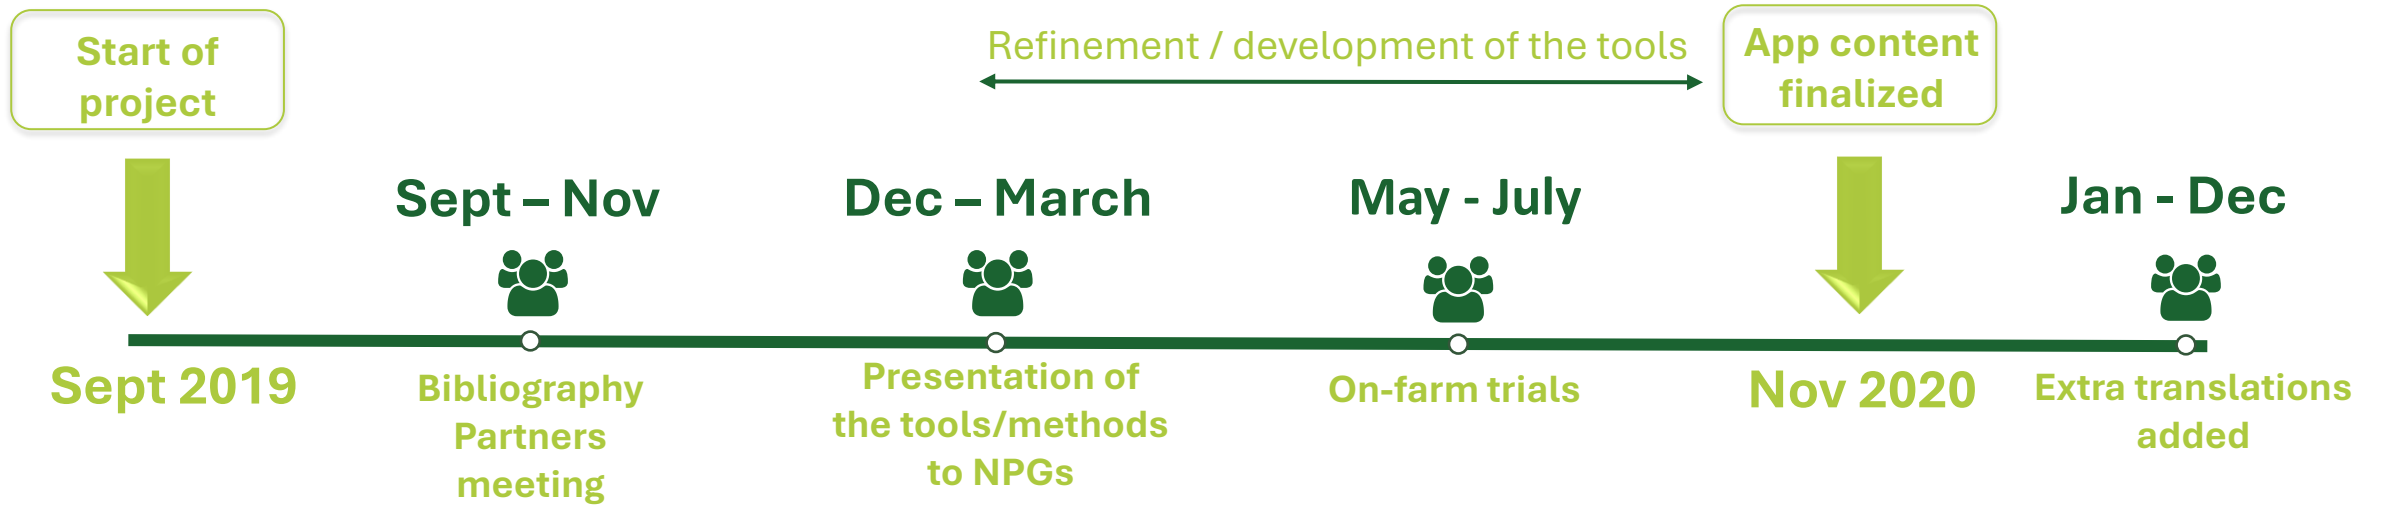 Start of
project
Refinement / development of the tools
App content
finalized
Sept – Nov
Dec – March
May - July
Jan - Dec
Sept 2019
Bibliography
Partners
meeting
Presentation of
the tools/methods
to NPGs
On-farm trials
Nov 2020
Extra translations
added